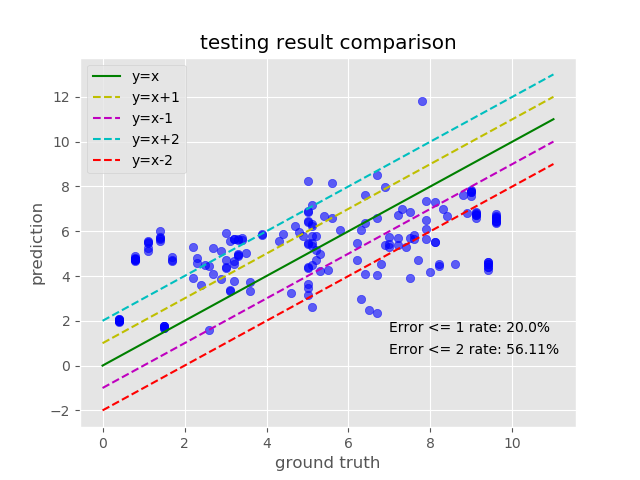 testing result comparison
y=x
y=x+1
y=x-1
y=x+2
y=x-2
12
10
8
6
4
2
0
−2
prediction
Error <= 1 rate: 20.0%
Error <= 2 rate: 56.11%
0 2 4 6 8 10
ground truth